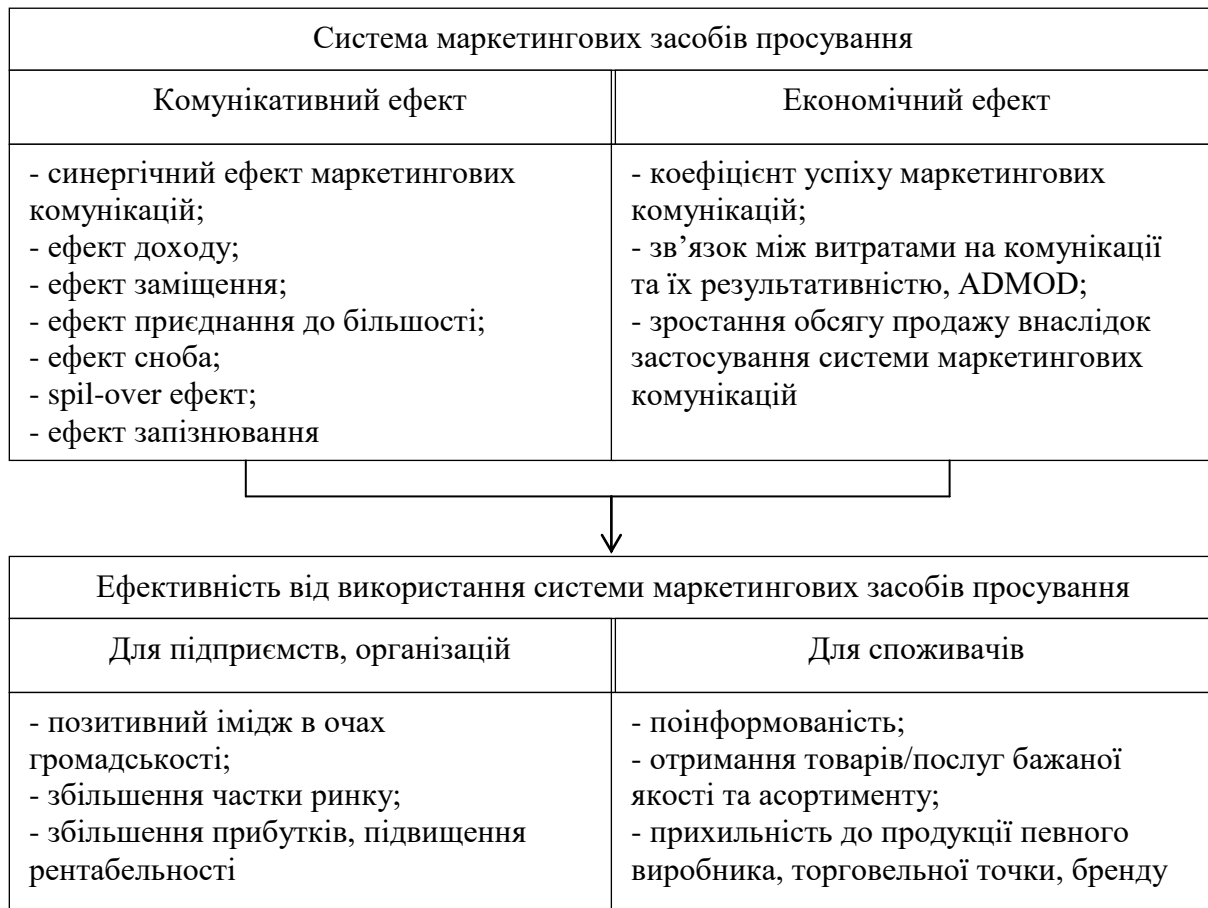 Система маркетингових засобів просування
Комунікативний ефект
Економічний ефект
- синергічний ефект маркетингових
комунікацій;
- ефект доходу;
- ефект заміщення;
- ефект приєднання до більшості;
- ефект сноба;
- spil-over ефект;
- ефект запізнювання
- коефіцієнт успіху маркетингових
комунікацій;
- зв’язок між витратами на комунікації
та їх результативністю, ADMOD;
- зростання обсягу продажу внаслідок
застосування системи маркетингових
комунікацій
Ефективність від використання системи маркетингових засобів просування
Для підприємств, організацій
Для споживачів
- позитивний імідж в очах
громадськості;
- збільшення частки ринку;
- збільшення прибутків, підвищення
рентабельності
- поінформованість;
- отримання товарів/послуг бажаної
якості та асортименту;
- прихильність до продукції певного
виробника, торговельної точки, бренду